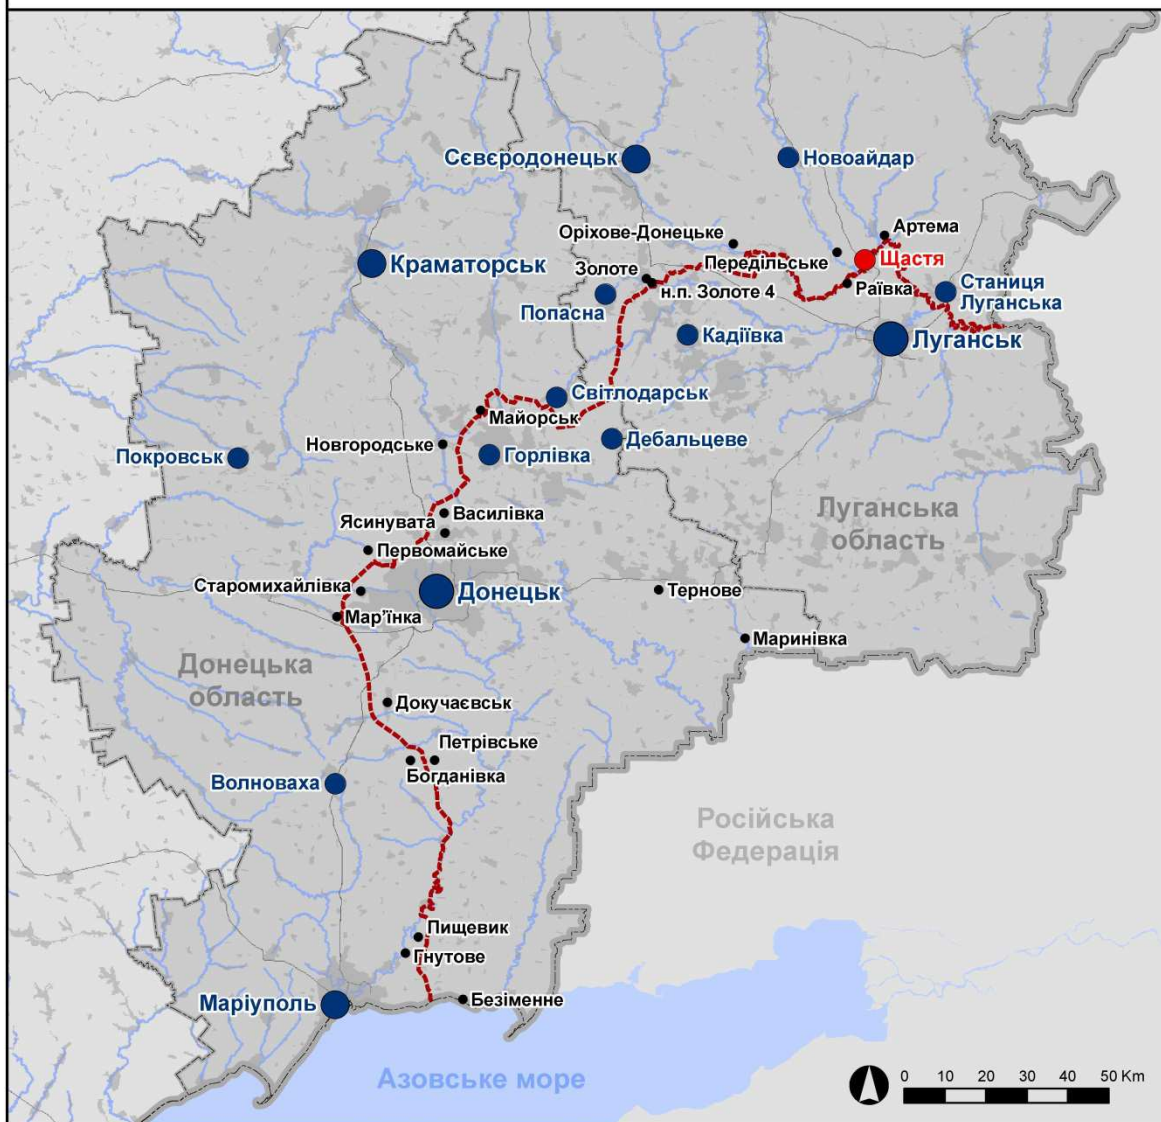 Сєвєродонецьк
Новоайдар
Артема
Оріхове-Донецьке
Щастя
Передільське
Краматорськ
Золоте
Станиця
Луганська
Раївка
н.п. Золоте 4
Попасна
Кадіївка
Луганськ
Світлодарськ
Майорськ
Новгородське
Дебальцеве
Покровськ
Горлівка
Луганська
область
Василівка
Ясинувата
Первомайське
Старомихайлівка
Донецьк
Тернове
Мар’їнка
Маринівка
Донецька
область
Докучаєвськ
Петрівське
Богданівка
Волноваха
Російська
Федерація
Пищевик
Гнутове
Маріуполь
Безіменне
Азовське море
0 10 20 30 40 50 Km